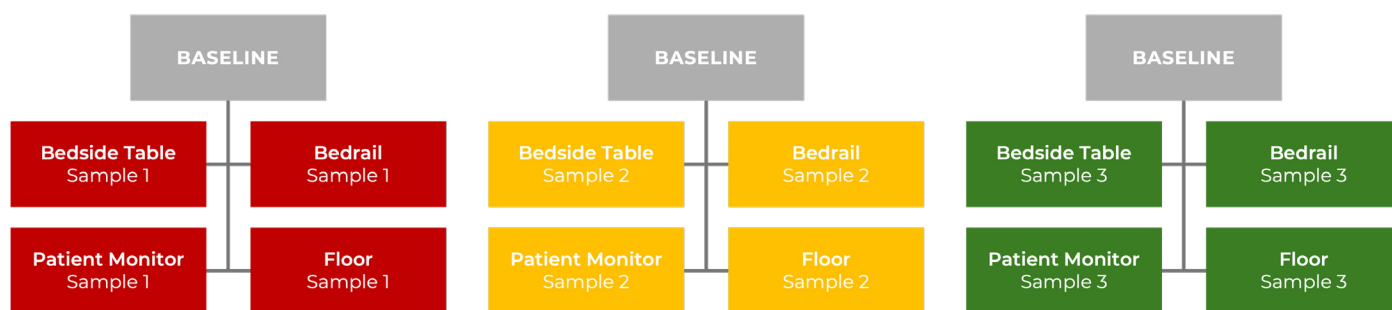 BASELINE
Bedside Table
Sample 1
Bedrail
Sample 1
Patient Monitor
Sample 1
Floor
Sample 1
BASELINE
Bedside Table
Sample 2
Bedrail
Sample 2
Patient Monitor
Sample 2
Floor
Sample 2
BASELINE
Bedside Table
Sample 3
Bedrail
Sample 3
Patient Monitor
Sample 3
Floor
Sample 3